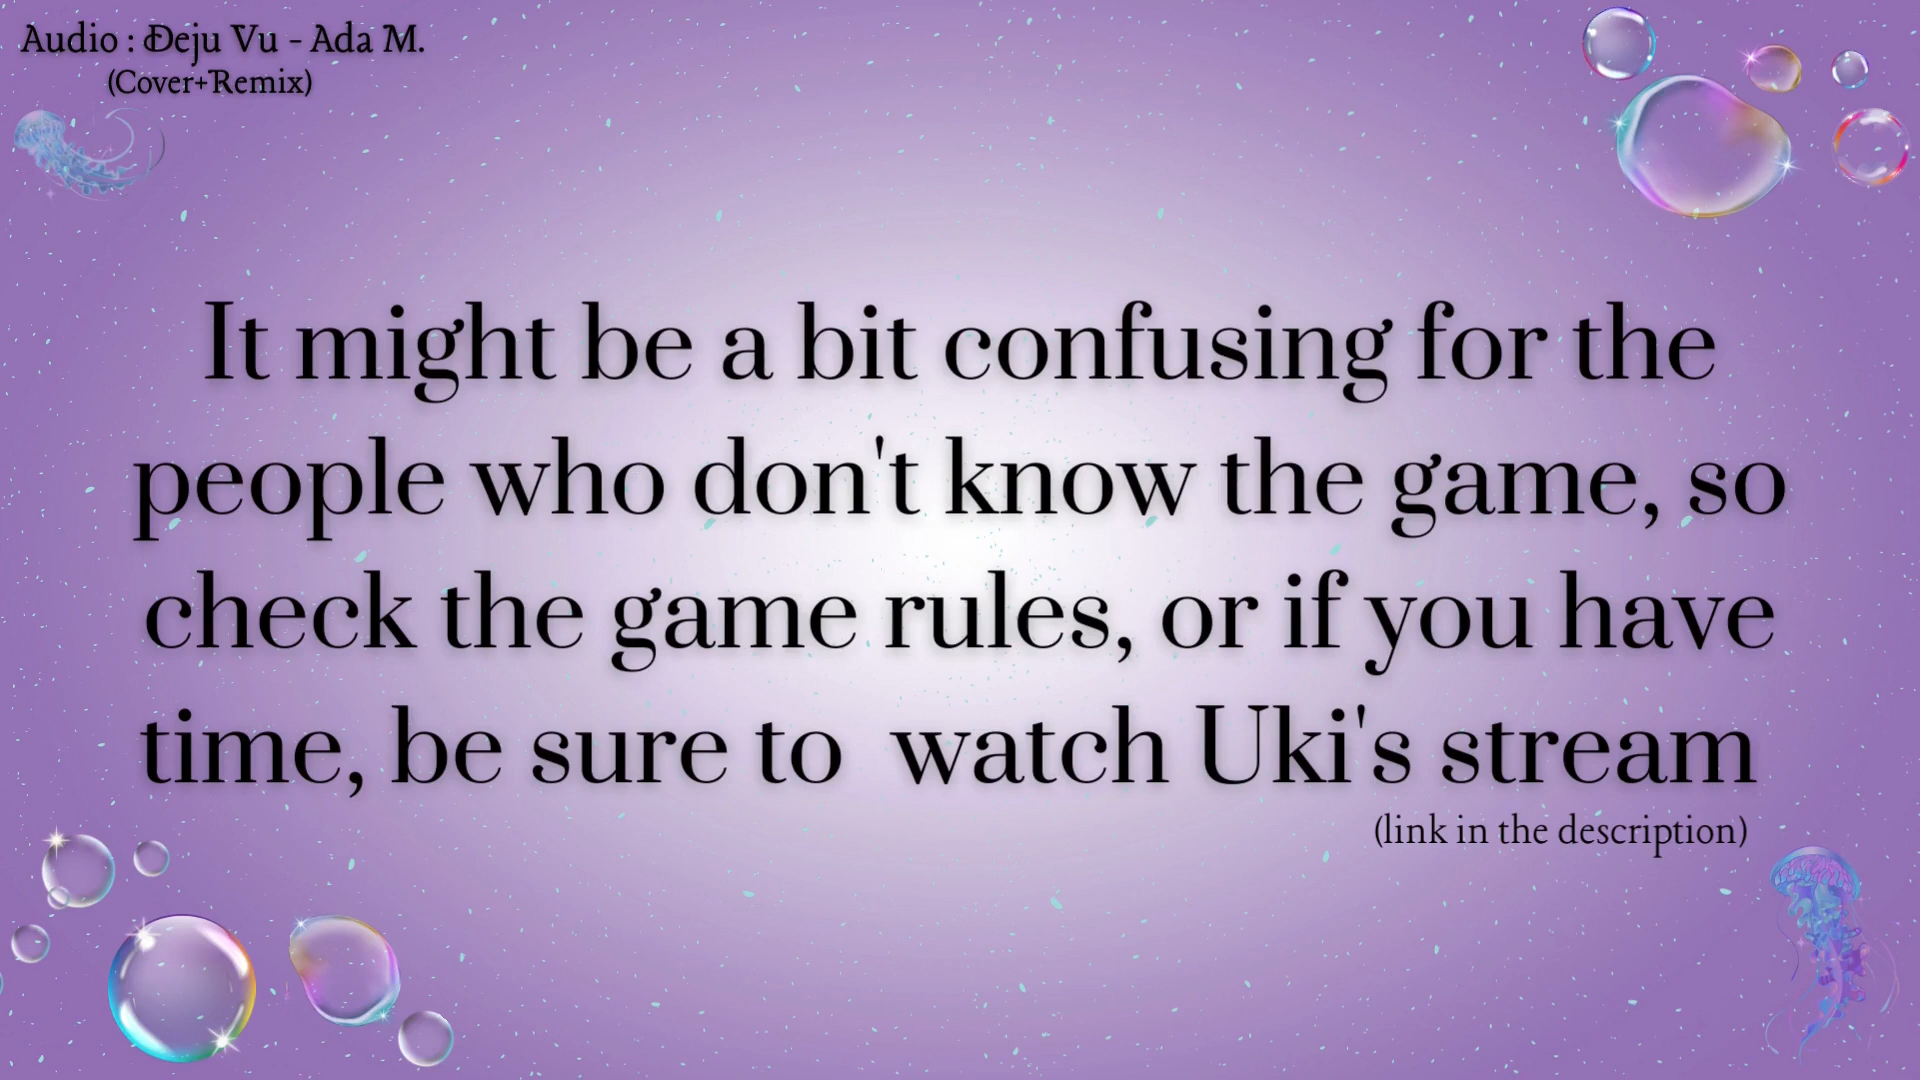 Audio : Deju Vu - Ada M.
(Cover+Remix)
It might be a bit confusing for the
people who don't know the game, so
check the game rules, or if you have
time, be sure to  watch Uki's stream
(link in the description)